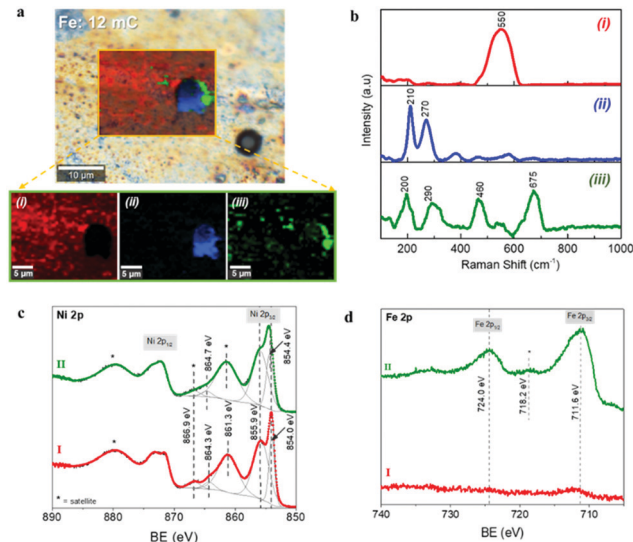 a
Fe: 12 mC
10 µm
(i)
(ii)
(iii)
5 µm
5 µm
5 µm
b
Intensity (a.u)
550
(i)
210
270
(ii)
200
290
460
675
(iii)
200
400
600
800
1000
Raman Shift (cm-1)
c
Ni 2p
Ni 2p1/2
Ni 2p3/2
II
*
*
864.7 eV
*
854.4 eV
I
*
866.9 eV
864.3 eV
861.3 eV
855.9 eV
854.0 eV
* = satellite
890
880
870
860
850
BE (eV)
d
Fe 2p
Fe 2p1/2
Fe 2p3/2
II
*
724.0 eV
718.2 eV
711.6 eV
I
740
730
720
710
BE (eV)